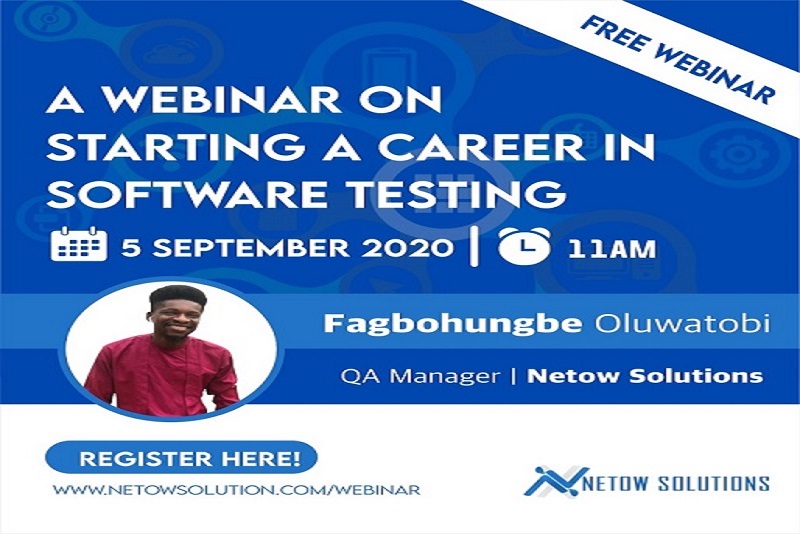 FREE WEBINAR
A WEBINAR ON
STARTING A CAREER IN
SOFTWARE TESTING
5 SEPTEMBER 2020 | 11AM
Fagbohungbe Oluwatobi
QA Manager | Netow Solutions
REGISTER HERE!
WWW.NETOWSOLUTION.COM/WEBINAR
NETOW SOLUTIONS